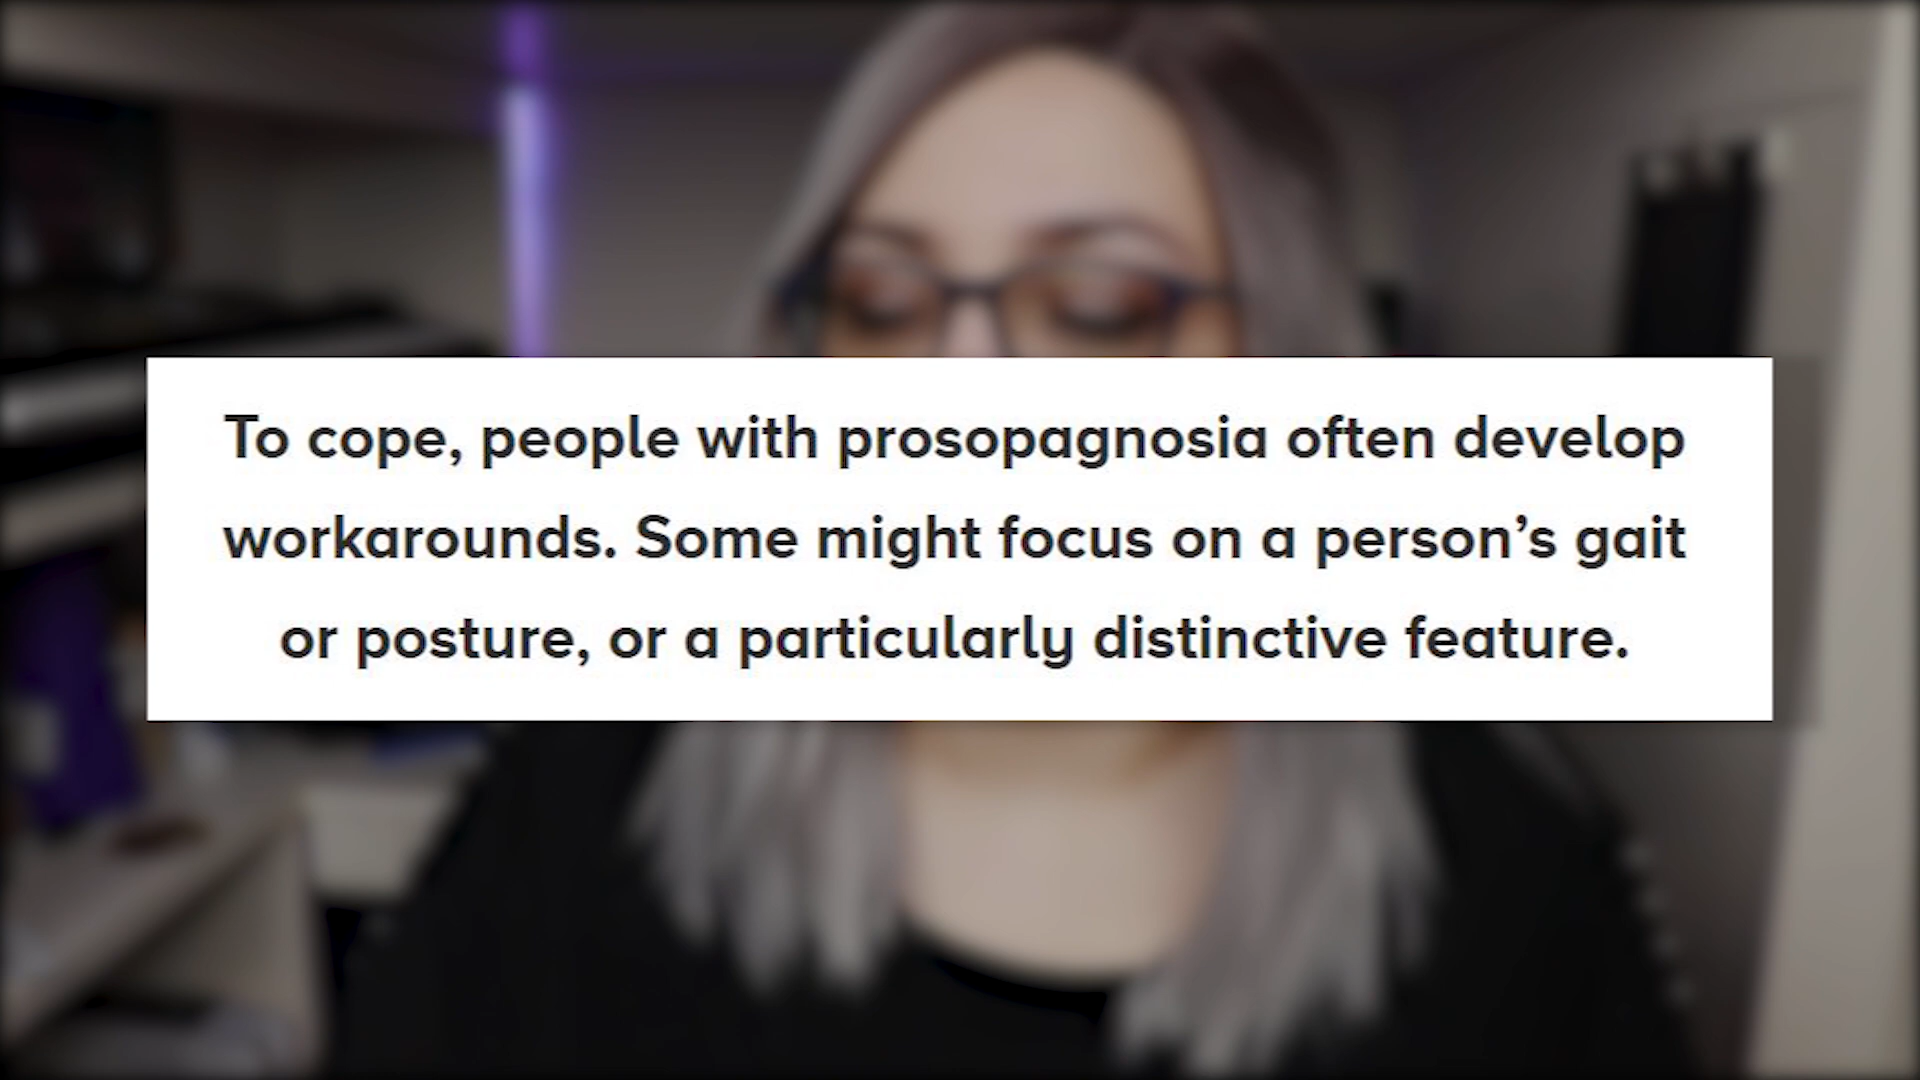 To cope, people with prosopagnosia often develop
workarounds. Some might focus on a person’s gait
or posture, or a particularly distinctive feature.